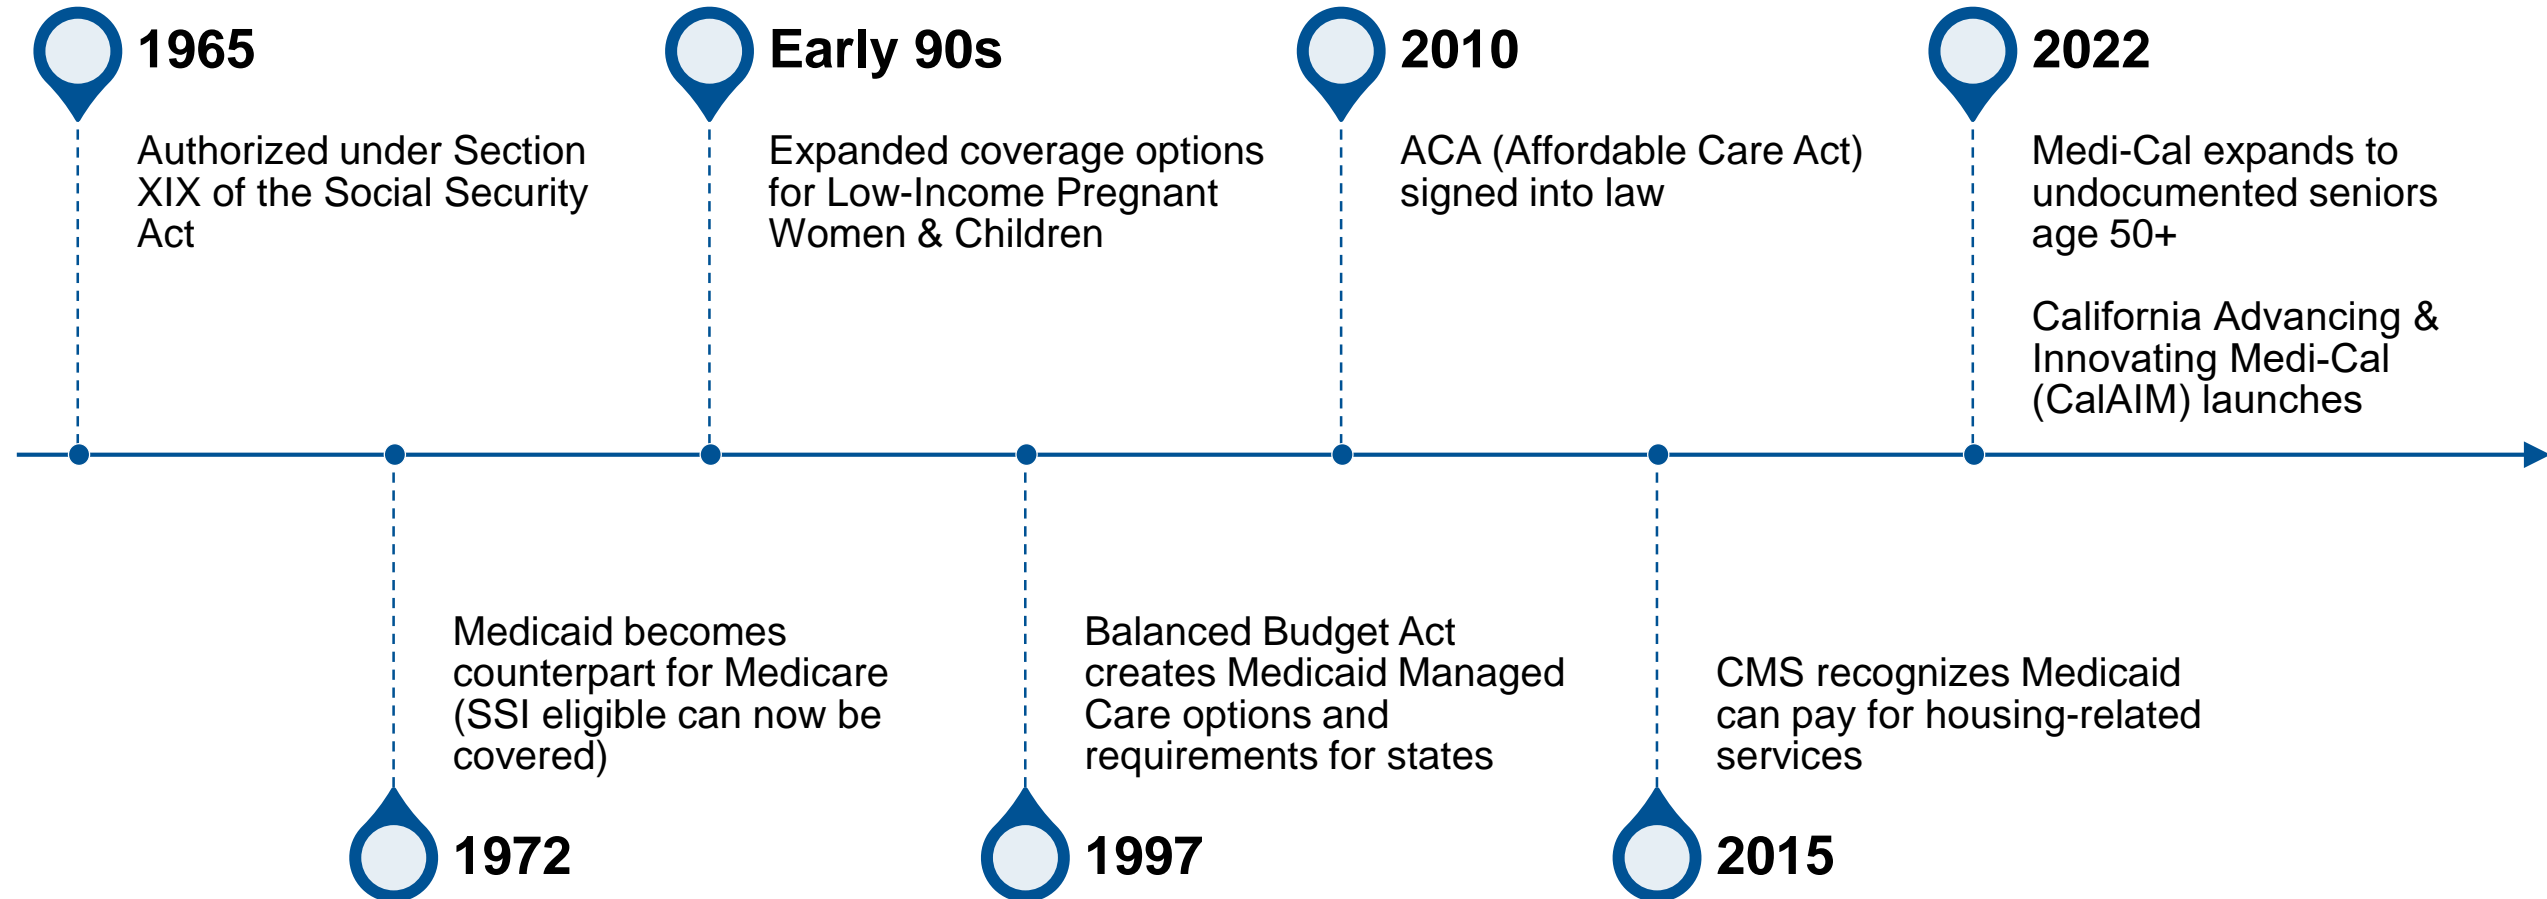 1965
Authorized under Section
XIX of the Social Security
Act
1972
Medicaid becomes
counterpart for Medicare
(SSI eligible can now be
covered)
Early 90s
Expanded coverage options
for Low-Income Pregnant
Women & Children
1997
Balanced Budget Act
creates Medicaid Managed
Care options and
requirements for states
2010
ACA (Affordable Care Act)
signed into law
2015
CMS recognizes Medicaid
can pay for housing-related
services
2022
Medi-Cal expands to
undocumented seniors
age 50+
California Advancing &
Innovating Medi-Cal
(CalAIM) launches